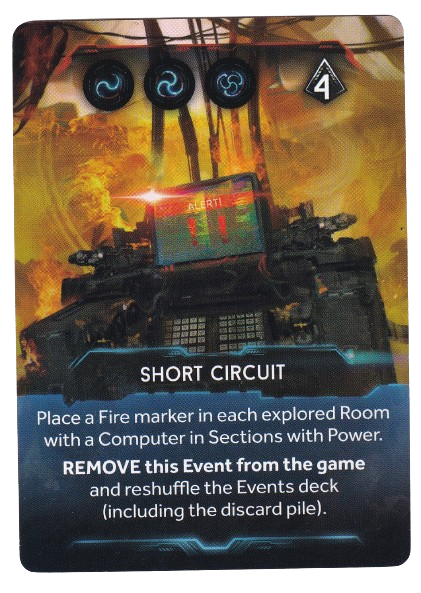 4
ALERT!
SHORT CIRCUIT
Place a Fire marker in each explored Room
with a Computer in Sections with Power.
REMOVE this Event from the game
and reshuffle the Events deck
(including the discard pile).